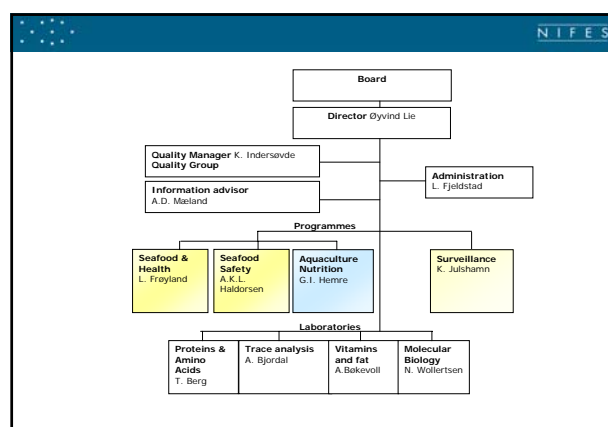 NIFES
Board
Director Øyvind Lie
Quality Manager K. Indersøvde
Quality Group
Administration
L. Fjeldstad
Information advisor
A.D. Mæland
Programmes
Seafood &
Health
L. Frøyland
Seafood
Safety
A.K.L.
Haldorsen
Aquaculture
Nutrition
G.I. Hemre
Surveillance
K. Julshamn
Laboratories
Proteins &
Amino
Acids
T. Berg
Trace analysis
A. Bjordal
Vitamins
and fat
A.Bøkevoll
Molecular
Biology
N. Wollertsen